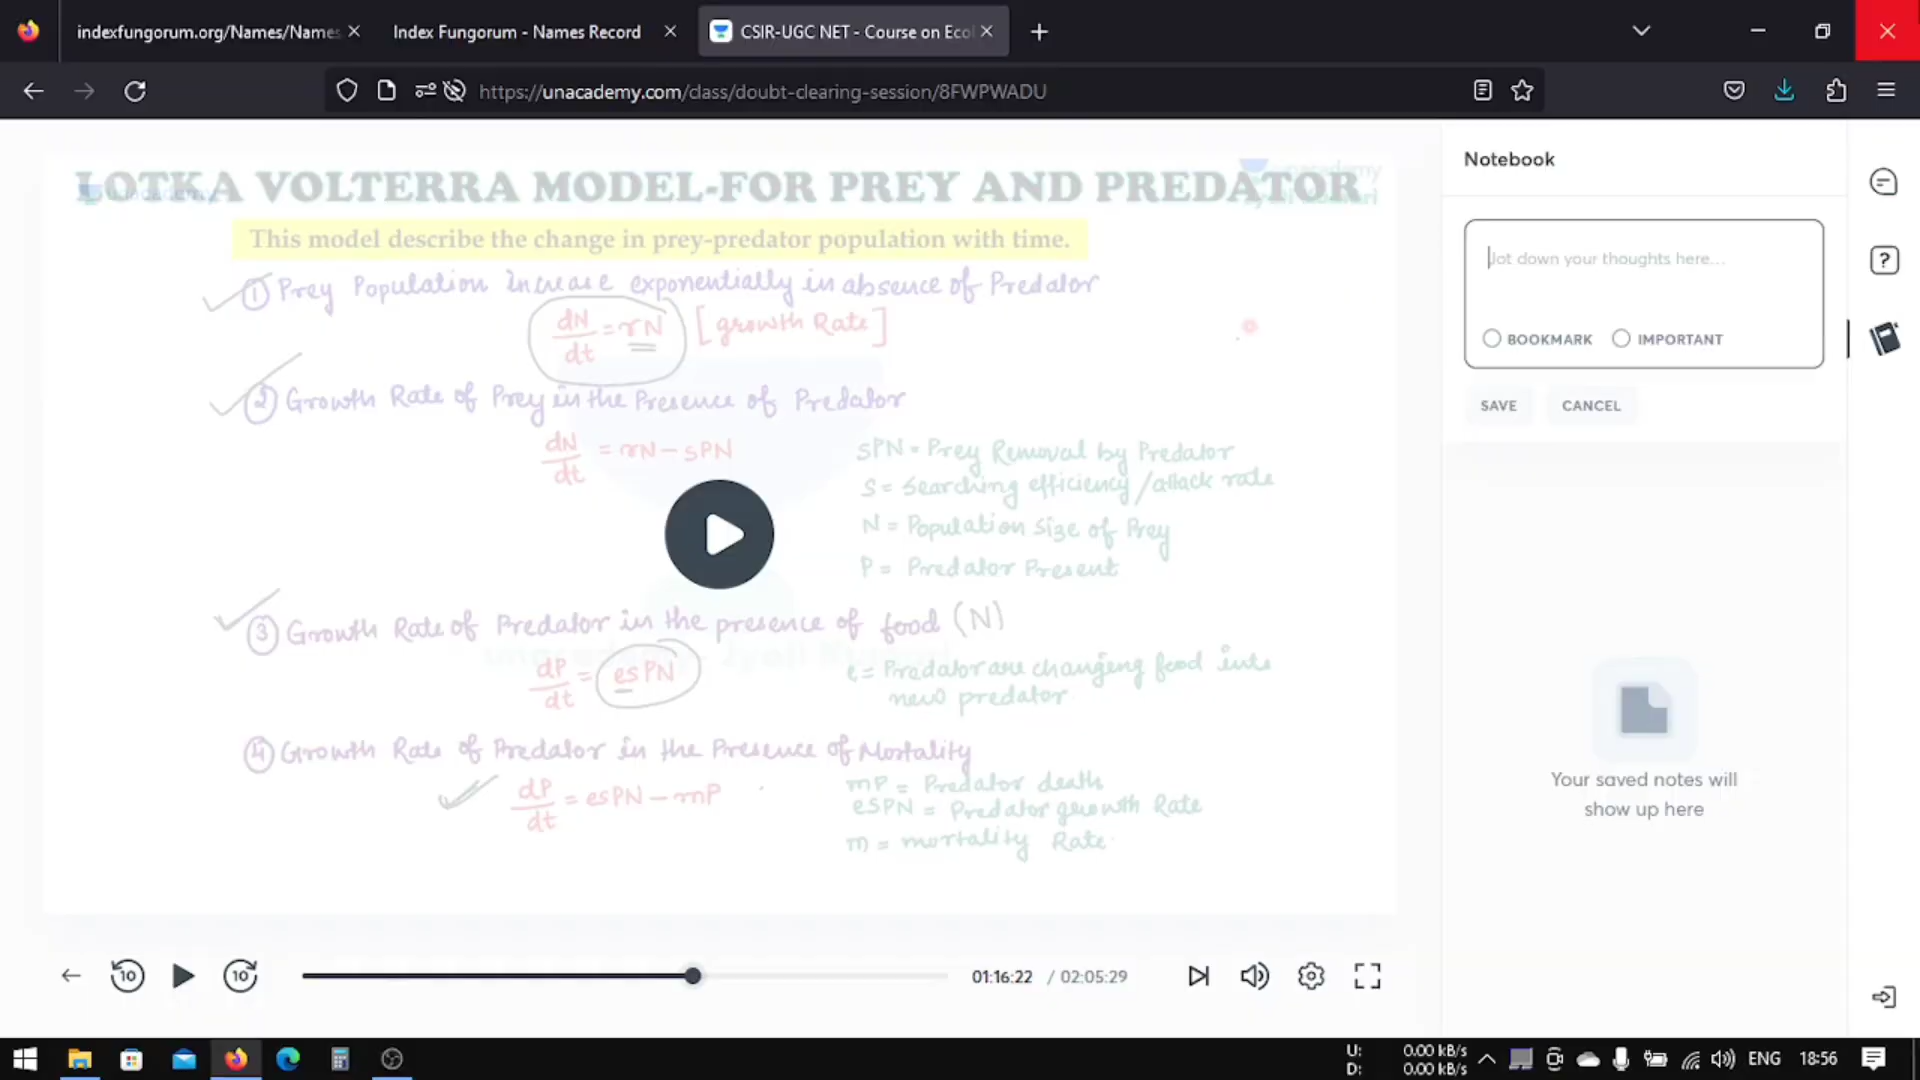 indexfungorum.org/Names/Names
Index Fungorum - Names Record
CSIR-UGC NET - Course on Ecol
https://unacademy.com/class/doubt-clearing-session/8FWPWADU
LOTKA VOLTERRA MODEL-FOR PREY AND PREDATOR
This model describe the change in prey-predator population with time.
① Prey Population increase exponentially in absence of Predator
dN/dt = rN [growth Rate]
② Growth Rate of Prey in the Presence of Predator
dN/dt = rN - sPN
sPN = Prey Removal by Predator
S = Searching efficiency/attack rate
N = Population size of Prey
P = Predator Present
③ Growth Rate of Predator in the presence of food (N)
dP/dt = esPN
e = Predator are changing food into
new predator
④ Growth Rate of Predator in the Presence of Mortality
dP/dt = esPN - mP
mP = Predator death
esPN = Predator growth Rate
m = mortality Rate
01:16:22 / 02:05:29
Notebook
Jot down your thoughts here...
BOOKMARK IMPORTANT
SAVE CANCEL
Your saved notes will
show up here
U: 0.00 kB/s
D: 0.00 kB/s
ENG 18:56